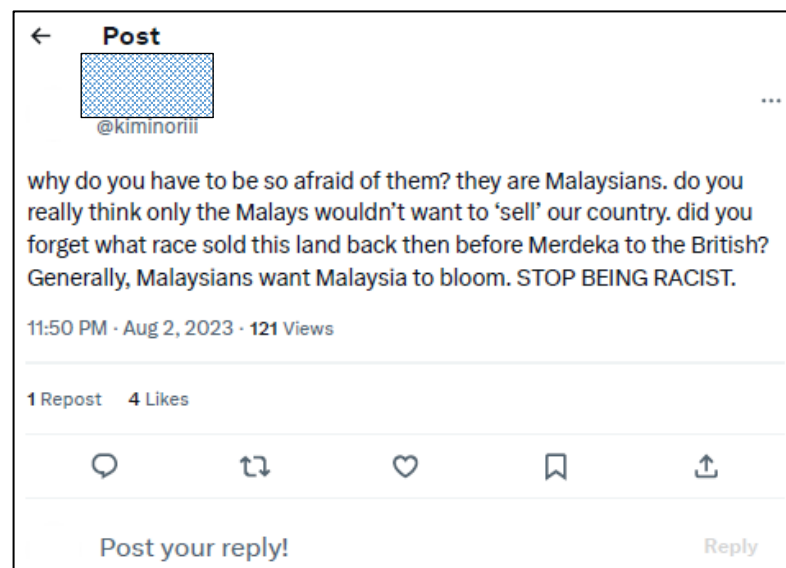 Post
@kiminoriii
why do you have to be so afraid of them? they are Malaysians. do you
really think only the Malays wouldn't want to 'sell' our country. did you
forget what race sold this land back then before Merdeka to the British?
Generally, Malaysians want Malaysia to bloom. STOP BEING RACIST.
11:50 PM · Aug 2, 2023 · 121 Views
1 Repost 4 Likes
Post your reply! Reply